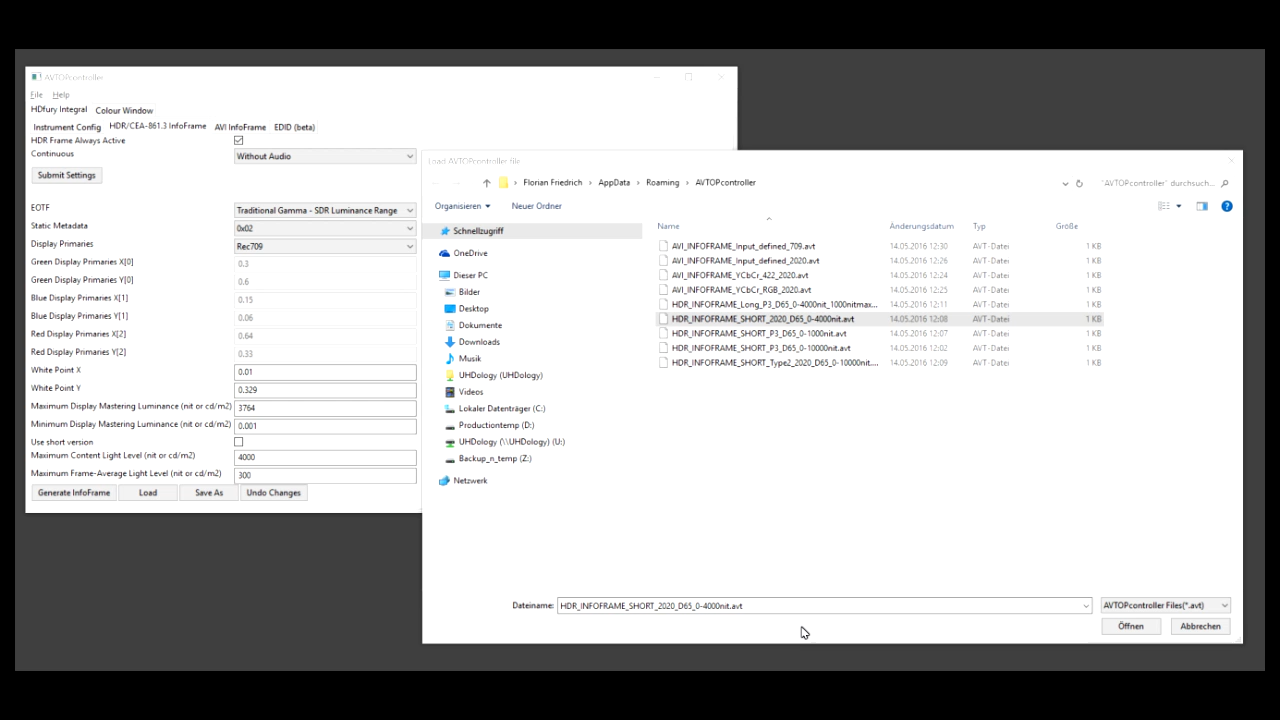 AVTOPcontroller
File Help
HDfury Integral Colour Window
Instrument Config HDR/CEA-861.3 InfoFrame AVI InfoFrame EDID (beta)
HDR Frame Always Active
Continuous Without Audio
Submit Settings
EOTF Traditional Gamma - SDR Luminance Range
Static Metadata 0x02
Display Primaries Rec709
Green Display Primaries X[0] 0.3
Green Display Primaries Y[0] 0.6
Blue Display Primaries X[1] 0.15
Blue Display Primaries Y[1] 0.06
Red Display Primaries X[2] 0.64
Red Display Primaries Y[2] 0.33
White Point X 0.01
White Point Y 0.329
Maximum Display Mastering Luminance (nit or cd/m2) 3764
Minimum Display Mastering Luminance (nit or cd/m2) 0.001
Use short version
Maximum Content Light Level (nit or cd/m2) 4000
Maximum Frame-Average Light Level (nit or cd/m2) 300
Generate InfoFrame Load Save As Undo Changes
Load AVTOPcontroller file
Florian Friedrich › AppData › Roaming › AVTOPcontroller
"AVTOPcontroller" durchsuch...
Organisieren Neuer Ordner
Schnellzugriff
OneDrive
Dieser PC
Bilder
Desktop
Dokumente
Downloads
Musik
UHDology (UHDology)
Videos
Lokaler Datenträger (C:)
Productiontemp (D:)
UHDology (\\UHDology) (U:)
Backup_n_temp (Z:)
Netzwerk
Name Änderungsdatum Typ Größe
AVI_INFOFRAME_Input_defined_709.avt 14.05.2016 12:30 AVT-Datei 1 KB
AVI_INFOFRAME_Input_defined_2020.avt 14.05.2016 12:26 AVT-Datei 1 KB
AVI_INFOFRAME_YCbCr_422_2020.avt 14.05.2016 12:24 AVT-Datei 1 KB
AVI_INFOFRAME_YCbCr_RGB_2020.avt 14.05.2016 12:25 AVT-Datei 1 KB
HDR_INFOFRAME_Long_P3_D65_0-4000nit_1000nitmax... 14.05.2016 12:11 AVT-Datei 1 KB
HDR_INFOFRAME_SHORT_2020_D65_0-4000nit.avt 14.05.2016 12:08 AVT-Datei 1 KB
HDR_INFOFRAME_SHORT_P3_D65_0-1000nit.avt 14.05.2016 12:07 AVT-Datei 1 KB
HDR_INFOFRAME_SHORT_P3_D65_0-10000nit.avt 14.05.2016 12:02 AVT-Datei 1 KB
HDR_INFOFRAME_SHORT_Type2_2020_D65_0-10000nit.... 14.05.2016 12:09 AVT-Datei 1 KB
Dateiname: HDR_INFOFRAME_SHORT_2020_D65_0-4000nit.avt AVTOPcontroller Files(*.avt)
Öffnen Abbrechen